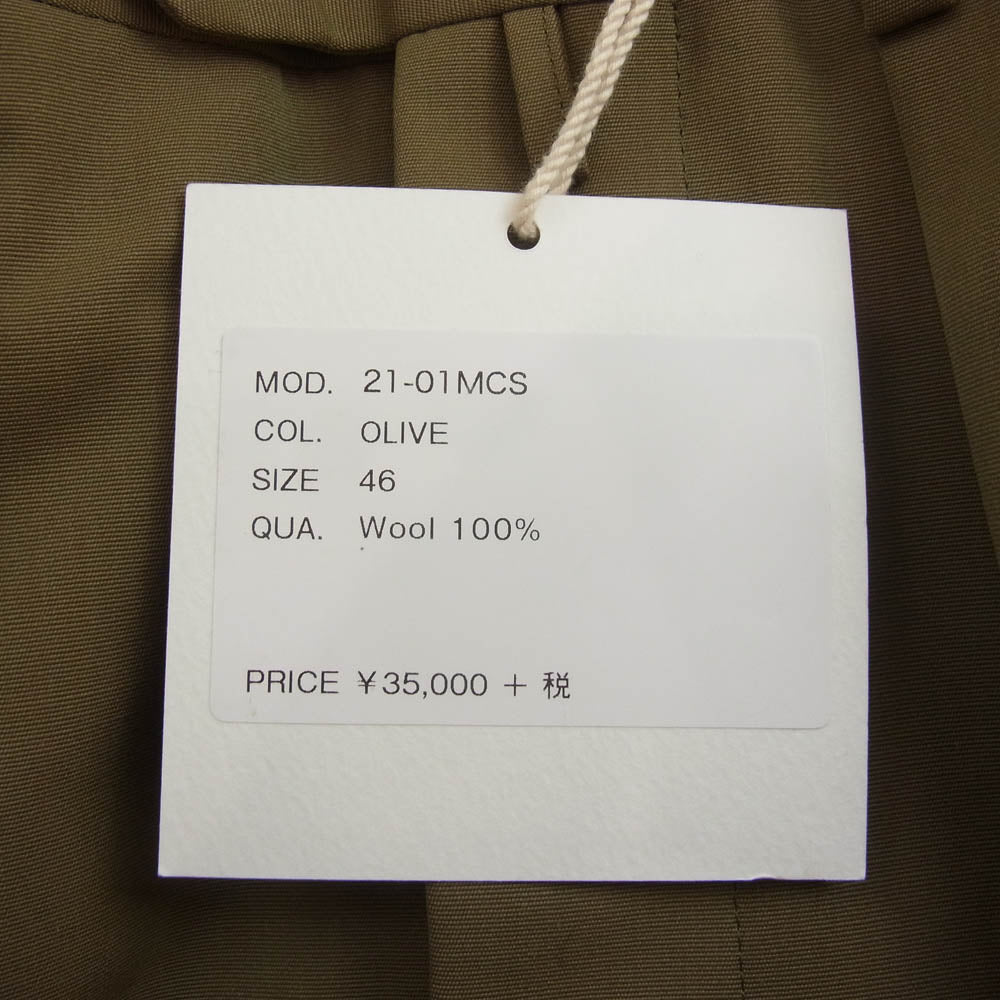 MOD. 21-01MCS
COL. OLIVE
SIZE 46
QUA. Wool 100%
PRICE ¥35,000 + 税